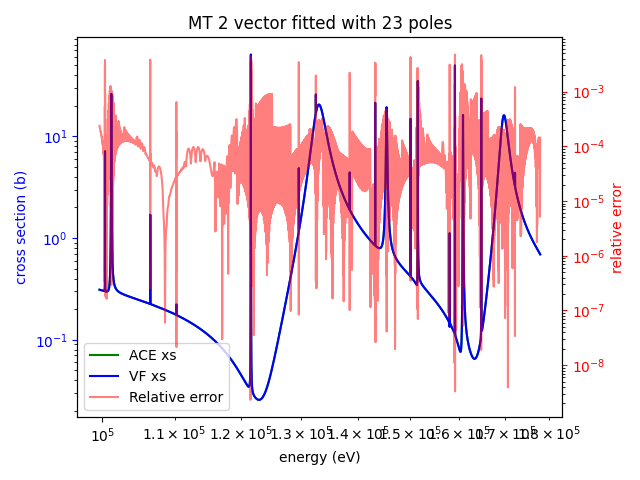 MT 2 vector fitted with 23 poles
cross section (b)
10¹
10⁰
10⁻¹
10⁻³
10⁻⁴
10⁻⁵
10⁻⁶
10⁻⁷
10⁻⁸
relative error
ACE xs
VF xs
Relative error
10⁵ 1.1 × 10⁵ 1.2 × 10⁵ 1.3 × 10⁵ 1.4 × 10⁵ 1.5 × 10⁵ 1.6 × 10⁵ 1.7 × 10⁵ 1.8 × 10⁵
energy (eV)